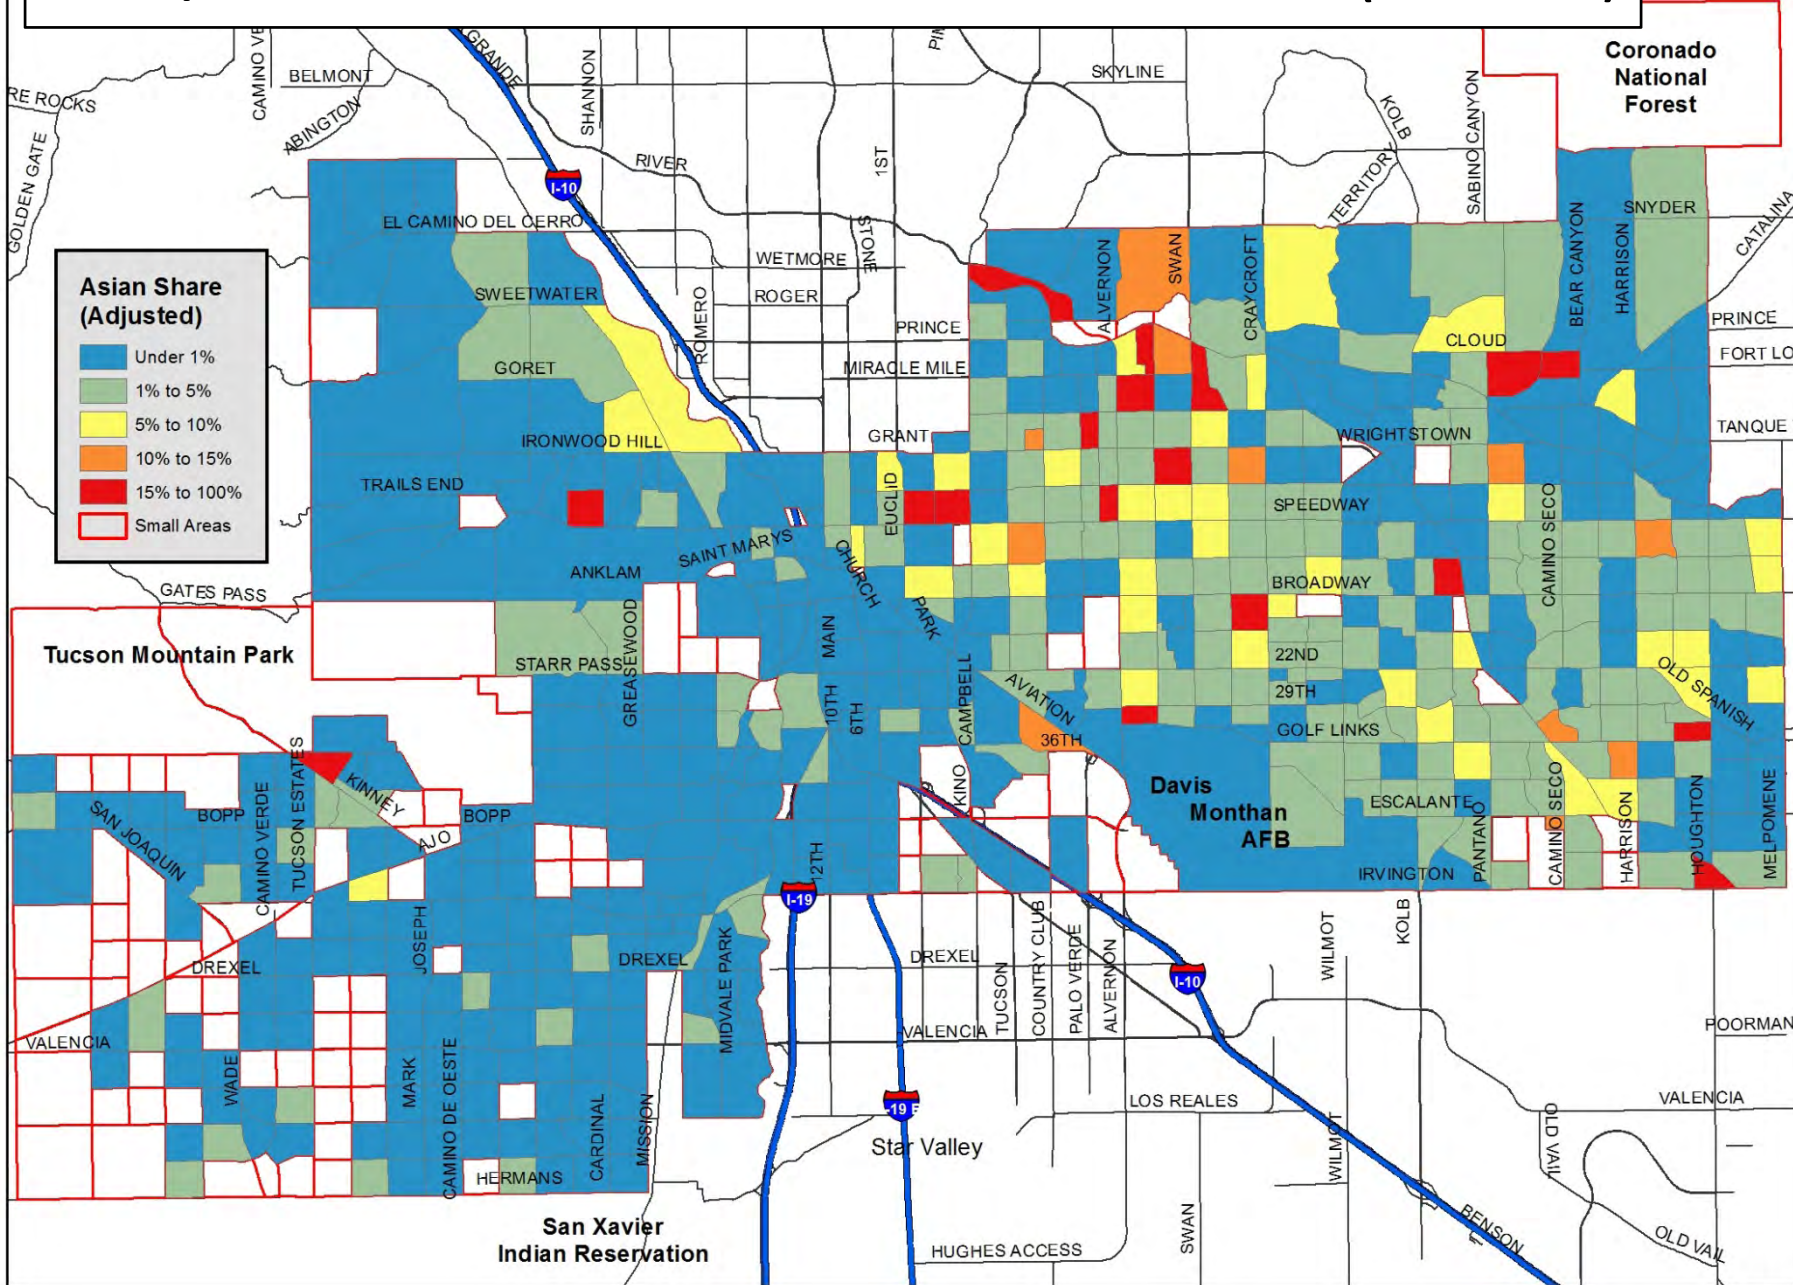 Coronado
National
Forest
GRANDE
CAMINO VE
BELMONT
SHANNON
SKYLINE
RE ROCKS
ABINGTON
KOLB
SABINO CANYON
GOLDEN GATE
RIVER
1ST
I-10
TERRITORY
EL CAMINO DEL CERRO
STONE
BEAR CANYON
SNYDER
CATALINA
WETMORE
ALVERNON
SWAN
CRAYCROFT
HARRISON
Asian Share
(Adjusted)
Under 1%
1% to 5%
5% to 10%
10% to 15%
15% to 100%
Small Areas
SWEETWATER
ROGER
ROMERO
PRINCE
CLOUD
PRINCE
GORET
MIRACLE MILE
FORT LO
IRONWOOD HILL
GRANT
WRIGHTSTOWN
TANQUE
TRAILS END
EUCLID
SPEEDWAY
CAMINO SECO
SAINT MARYS
CHURCH
ANKLAM
BROADWAY
GATES PASS
GREASEWOOD
PARK
MAIN
Tucson Mountain Park
STARR PASS
22ND
OLD SPANISH
CAMPBELL
AVIATION
29TH
10TH
6TH
GOLF LINKS
36TH
TUCSON ESTATES
KINNEY
KINO
Davis
Monthan
AFB
SAN JOAQUIN
BOPP
CAMINO VERDE
BOPP
ESCALANTE
CAMINO SECO
HARRISON
HOUGHTON
MELPOMENE
PANTANO
AJO
12TH
IRVINGTON
I-19
JOSEPH
MIDVALE PARK
COUNTRY CLUB
KOLB
WILMOT
DREXEL
DREXEL
DREXEL
TUCSON
PALO VERDE
ALVERNON
I-10
VALENCIA
VALENCIA
POORMAN
WADE
MARK
CAMINO DE OESTE
CARDINAL
MISSION
LOS REALES
WILMOT
OLD VAIL
VALENCIA
Star Valley
HERMANS
San Xavier
Indian Reservation
SWAN
HUGHES ACCESS
BENSON
OLD VAIL